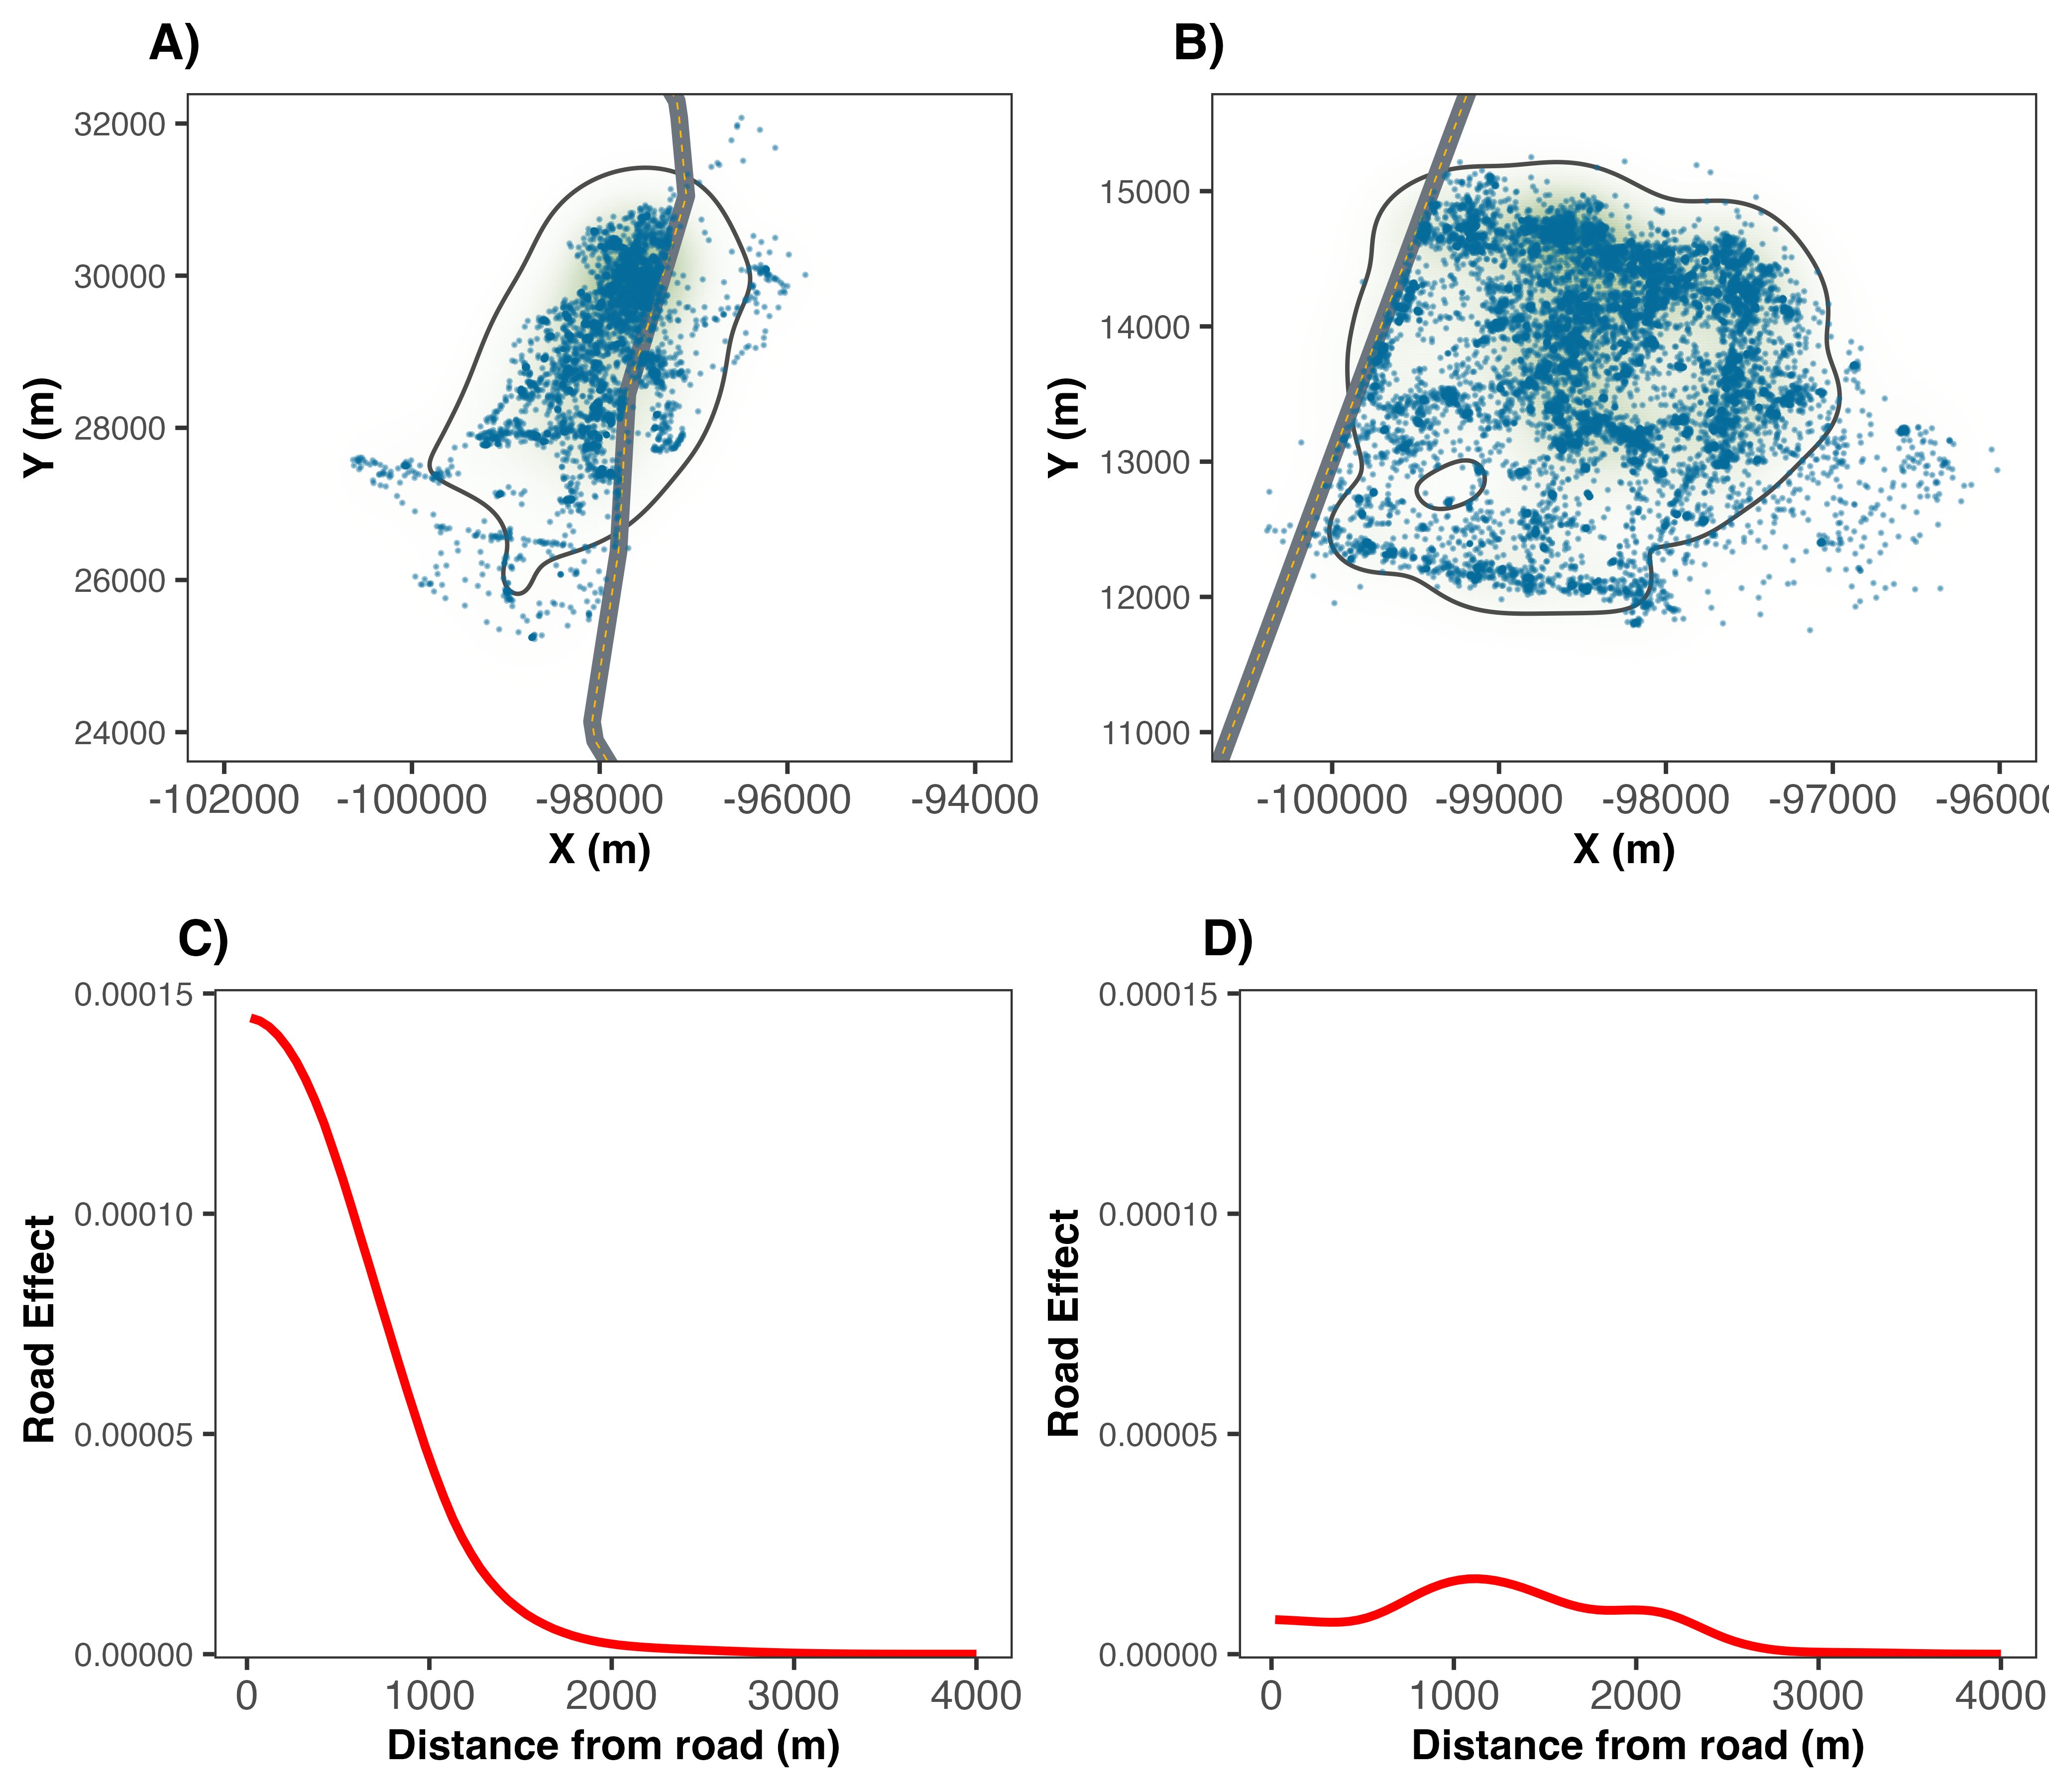 A)
32000
30000
28000
26000
24000
Y (m)
-102000 -100000 -98000 -96000 -94000
X (m)
B)
15000
14000
13000
12000
11000
Y (m)
-100000 -99000 -98000 -97000 -96000
X (m)
C)
0.00015
0.00010
0.00005
0.00000
Road Effect
0 1000 2000 3000 4000
Distance from road (m)
D)
0.00015
0.00010
0.00005
0.00000
Road Effect
0 1000 2000 3000 4000
Distance from road (m)